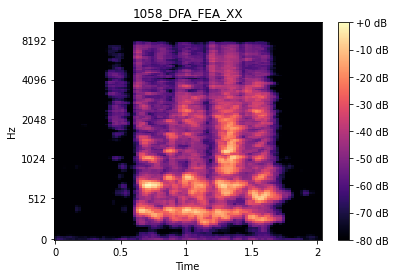 1058_DFA_FEA_XX
+0 dB
8192
-10 dB
4096
-20 dB
-30 dB
2048
Hz
-40 dB
1024
-50 dB
512
-60 dB
-70 dB
0
-80 dB
0
0.5
1
1.5
2
Time